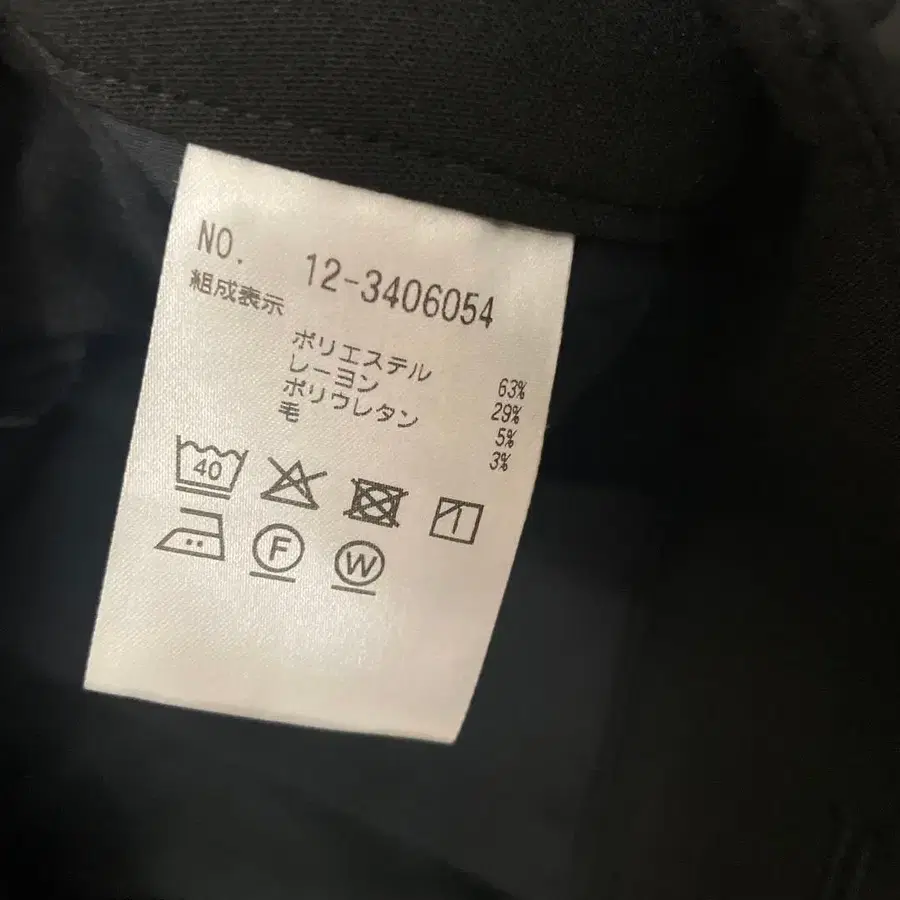 NO. 12-3406054
組成表示
ポリエステル 63%
レーヨン 29%
ポリウレタン 5%
毛 3%
40
F W